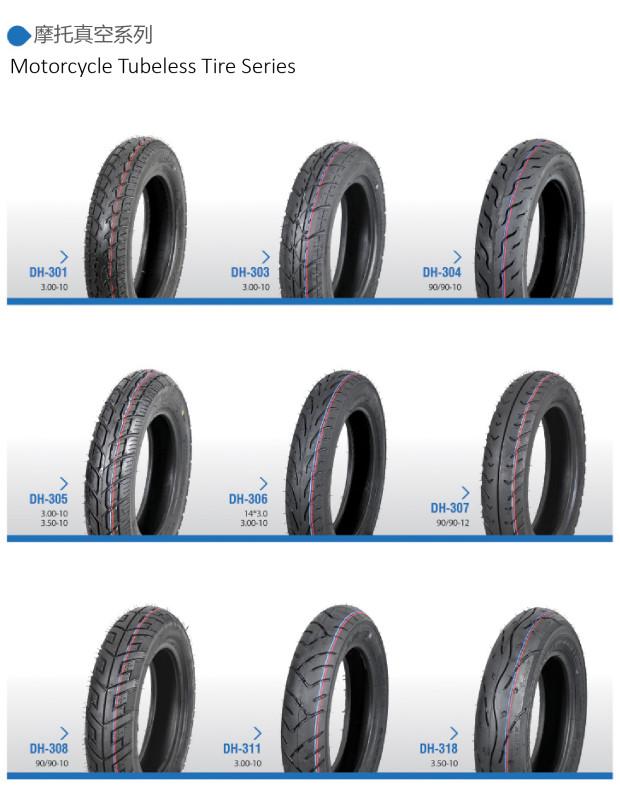 摩托真空系列
Motorcycle Tubeless Tire Series
DH-301
3.00-10
DH-303
3.00-10
DH-304
90/90-10
DH-305
3.00-10
3.50-10
DH-306
14*3.0
3.00-10
DH-307
90/90-12
DH-308
90/90-10
DH-311
3.00-10
DH-318
3.50-10